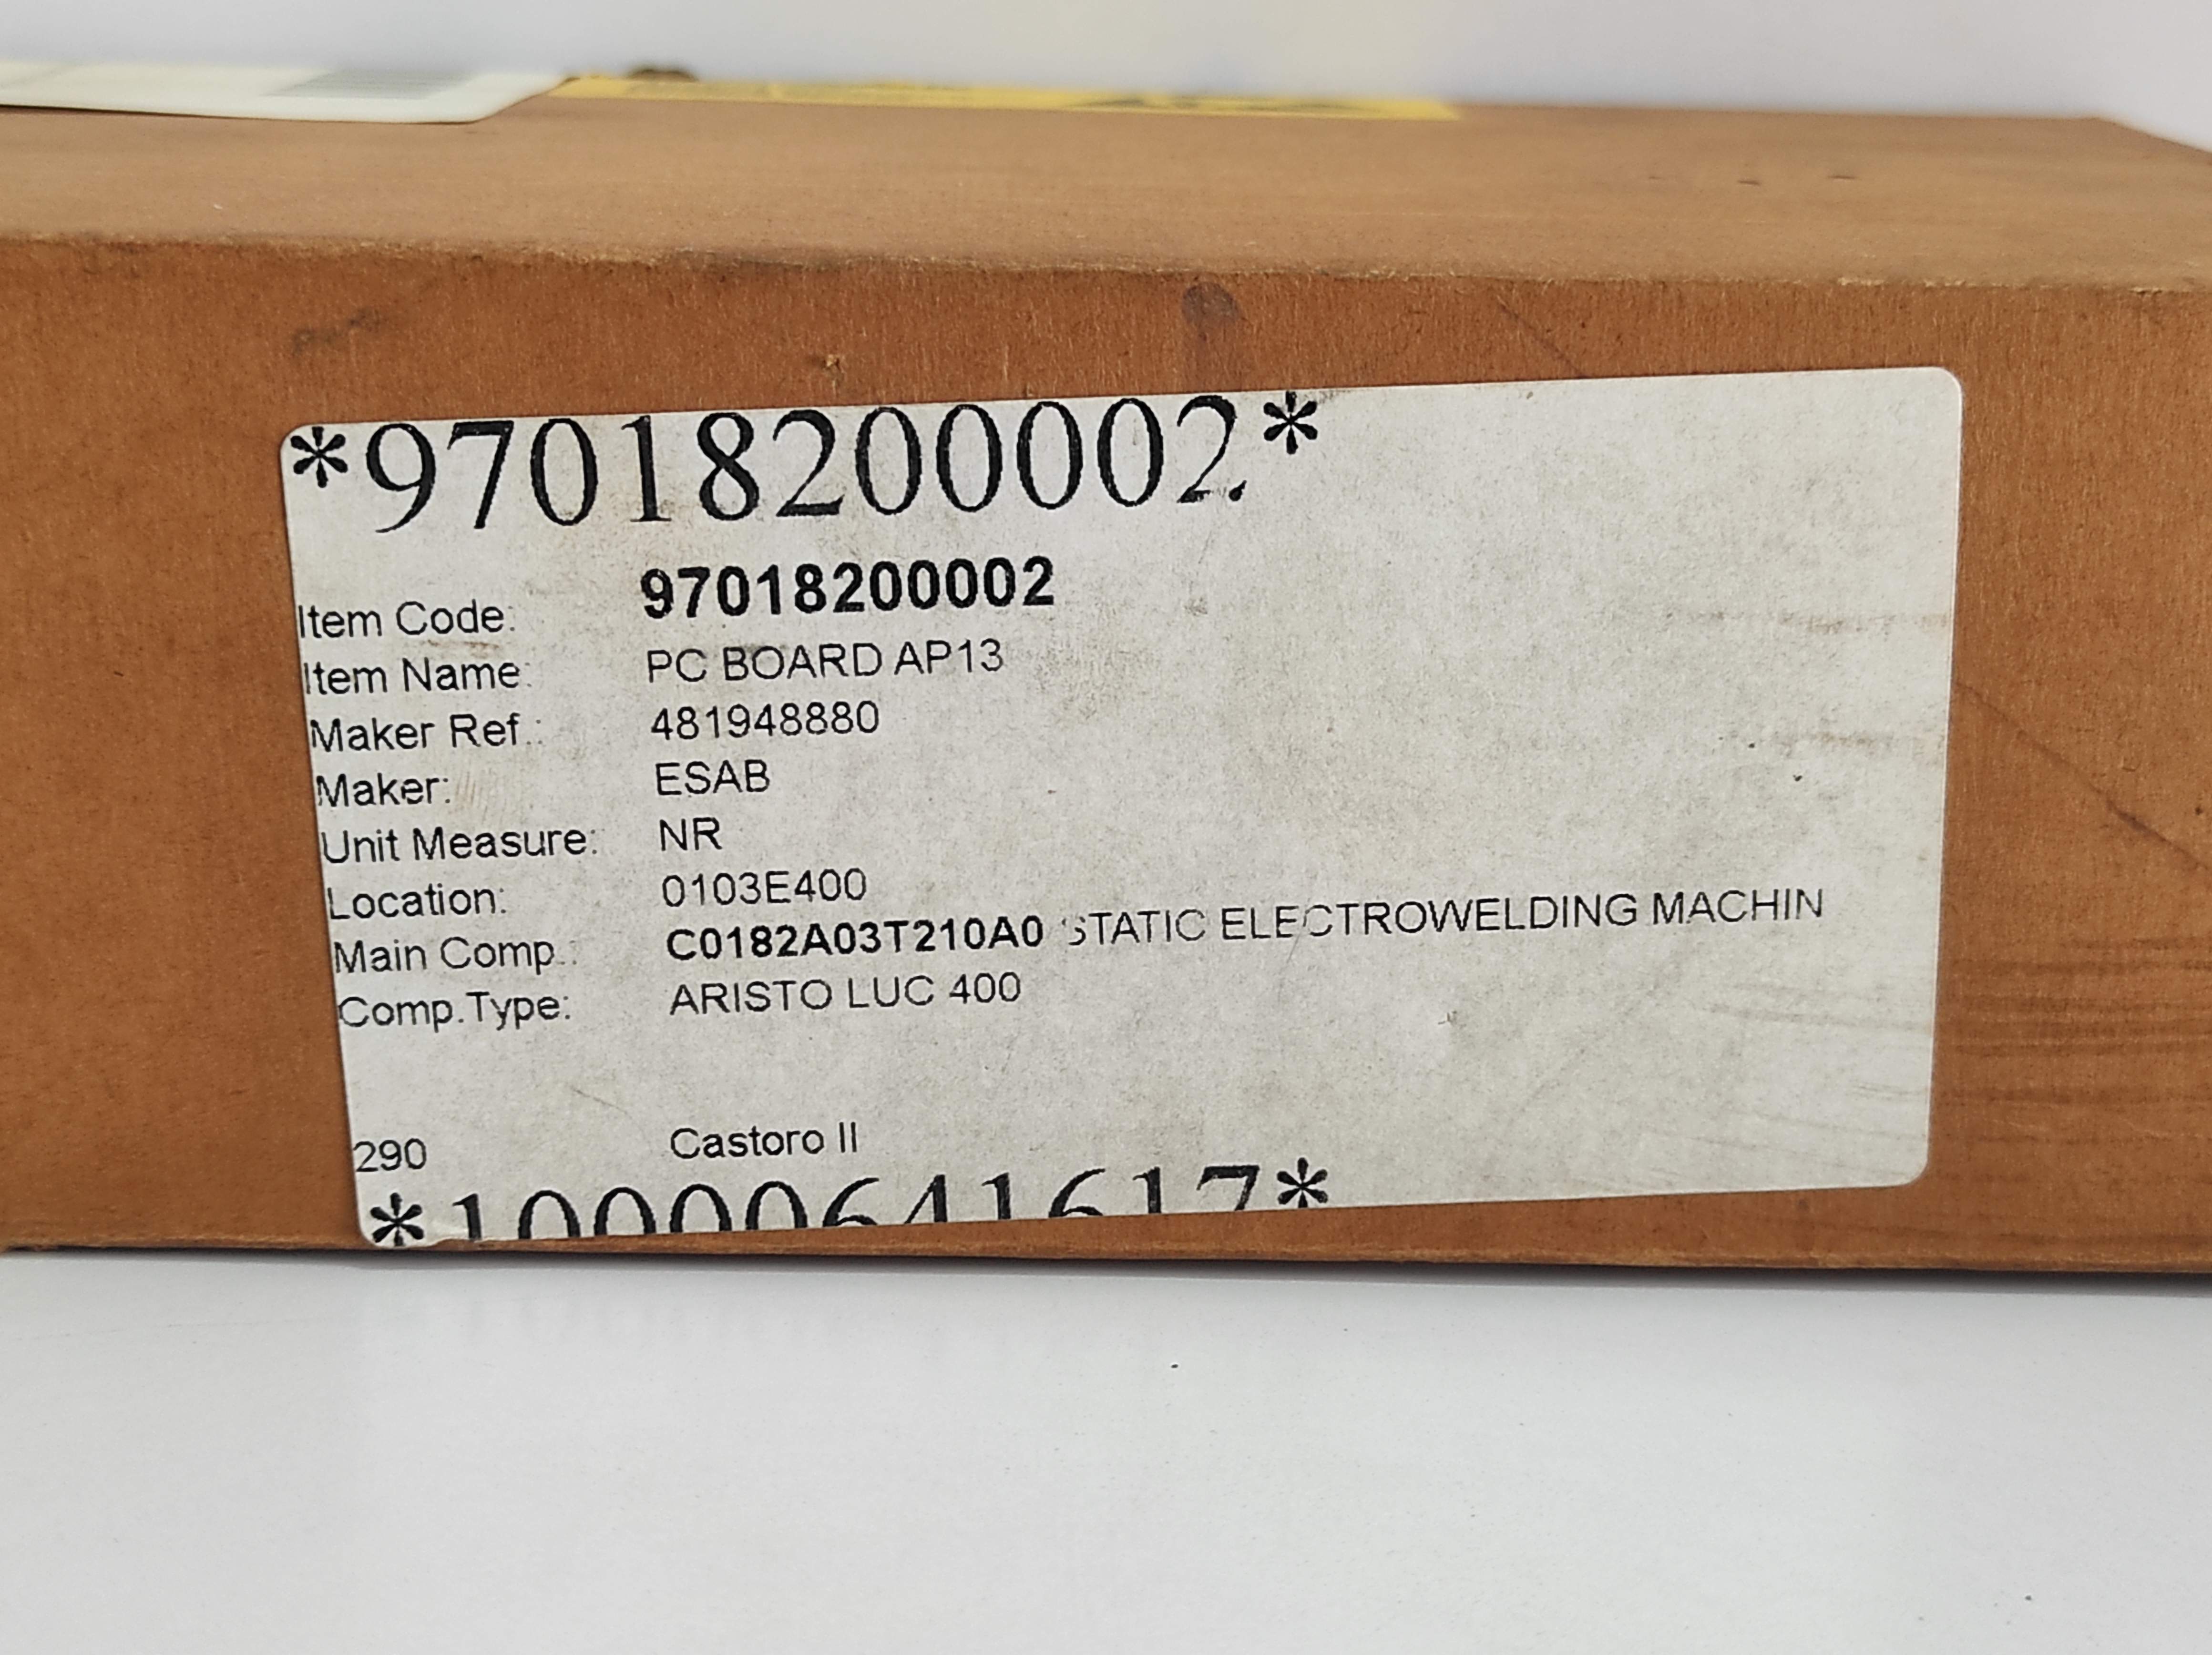 *97018200002*
Item Code: 97018200002
Item Name: PC BOARD AP13
Maker Ref.: 481948880
Maker: ESAB
Unit Measure: NR
Location: 0103E400
Main Comp.: C0182A03T210A0 STATIC ELECTROWELDING MACHIN
Comp.Type: ARISTO LUC 400
290 Castoro II
*10000641617*